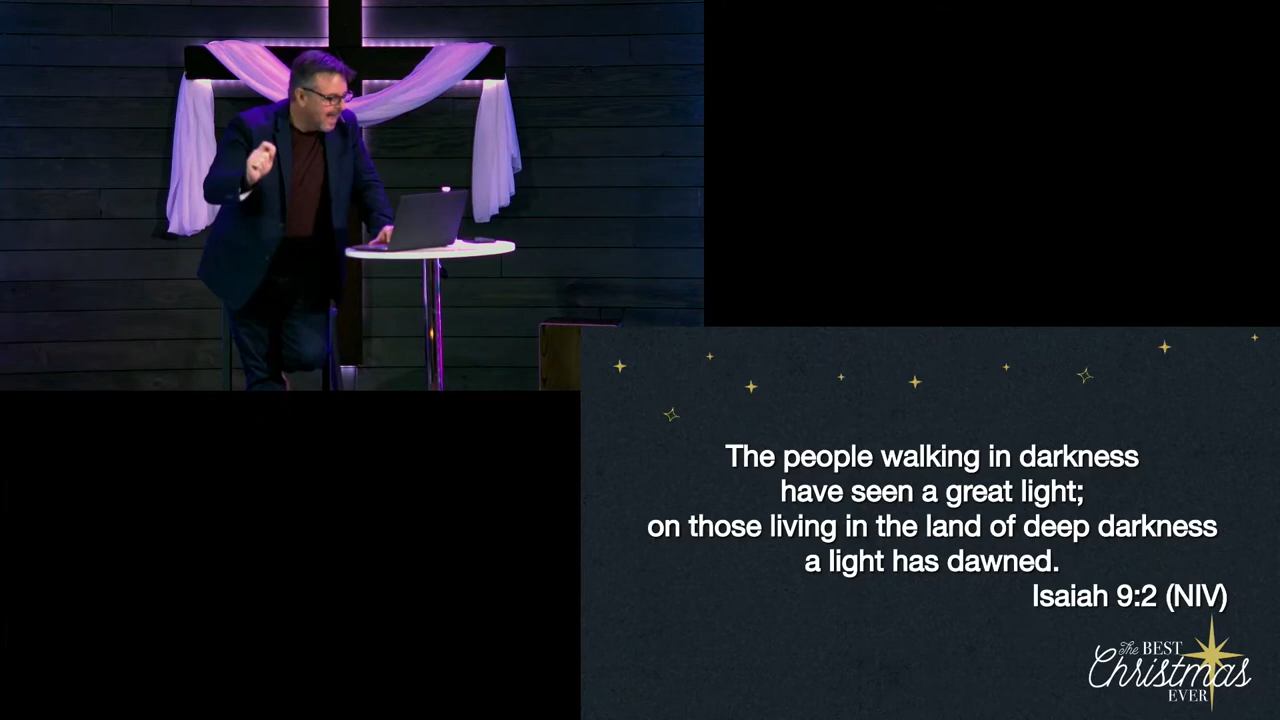 The people walking in darkness
have seen a great light;
on those living in the land of deep darkness
a light has dawned.
Isaiah 9:2 (NIV)
The BEST
Christmas
EVER